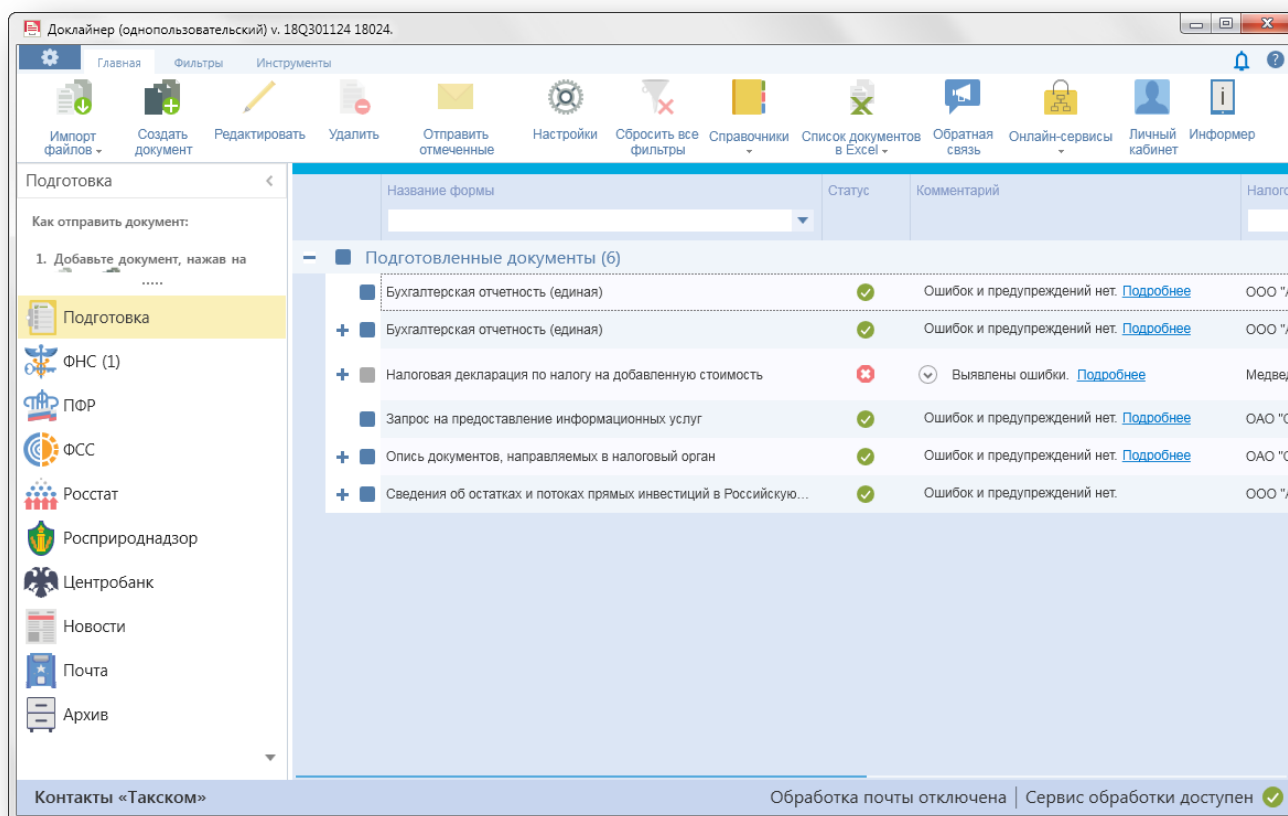 Доклайнер (однопользовательский) v. 18Q301124 18024.
Главная Фильтры Инструменты
Импорт файлов
Создать документ
Редактировать
Удалить
Отправить отмеченные
Настройки
Сбросить все фильтры
Справочники
Список документов в Excel
Обратная связь
Онлайн-сервисы
Личный кабинет
Информер
Подготовка
Как отправить документ:
1. Добавьте документ, нажав на
.....
Подготовка
ФНС (1)
ПФР
ФСС
Росстат
Росприроднадзор
Центробанк
Новости
Почта
Архив
Название формы Статус Комментарий
Подготовленные документы (6)
Бухгалтерская отчетность (единая) Ошибок и предупреждений нет. Подробнее ООО "
Бухгалтерская отчетность (единая) Ошибок и предупреждений нет. Подробнее ООО "
Налоговая декларация по налогу на добавленную стоимость Выявлены ошибки. Подробнее Медве
Запрос на предоставление информационных услуг Ошибок и предупреждений нет. Подробнее ОАО "
Опись документов, направляемых в налоговый орган Ошибок и предупреждений нет. Подробнее ОАО "
Сведения об остатках и потоках прямых инвестиций в Российскую... Ошибок и предупреждений нет. ООО "
Контакты «Такском» Обработка почты отключена Сервис обработки доступен